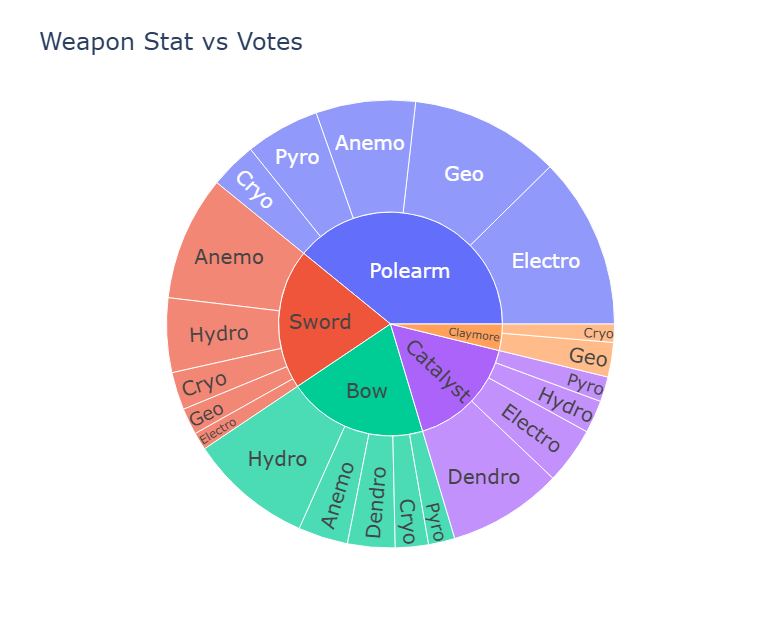 Weapon Stat vs Votes
Polearm
Electro
Geo
Anemo
Pyro
Cryo
Sword
Anemo
Hydro
Cryo
Geo
Electro
Bow
Hydro
Anemo
Dendro
Cryo
Pyro
Catalyst
Dendro
Electro
Hydro
Pyro
Claymore
Geo
Cryo